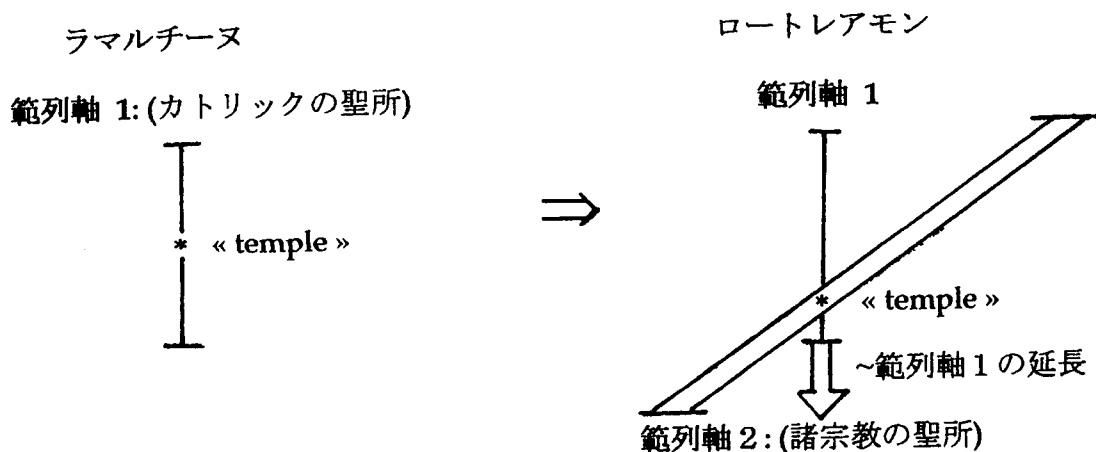 ラマルチーヌ
範列軸 1:(カトリックの聖所)
* « temple »
ロートレアモン
範列軸 1
* « temple »
~範列軸1の延長
範列軸2:(諸宗教の聖所)